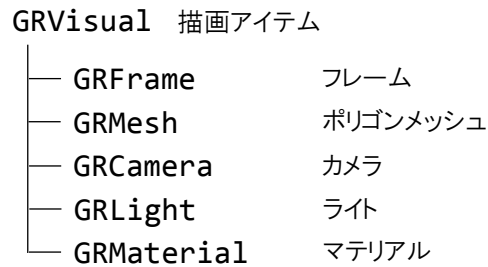 GRVisual 描画アイテム
GRFrame フレーム
GRMesh ポリゴンメッシュ
GRCamera カメラ
GRLight ライト
GRMaterial マテリアル